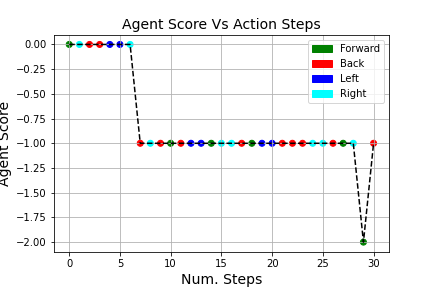 Agent Score Vs Action Steps
0.00
−0.25
−0.50
−0.75
−1.00
−1.25
−1.50
−1.75
−2.00
Agent Score
Forward
Back
Left
Right
0 5 10 15 20 25 30
Num. Steps